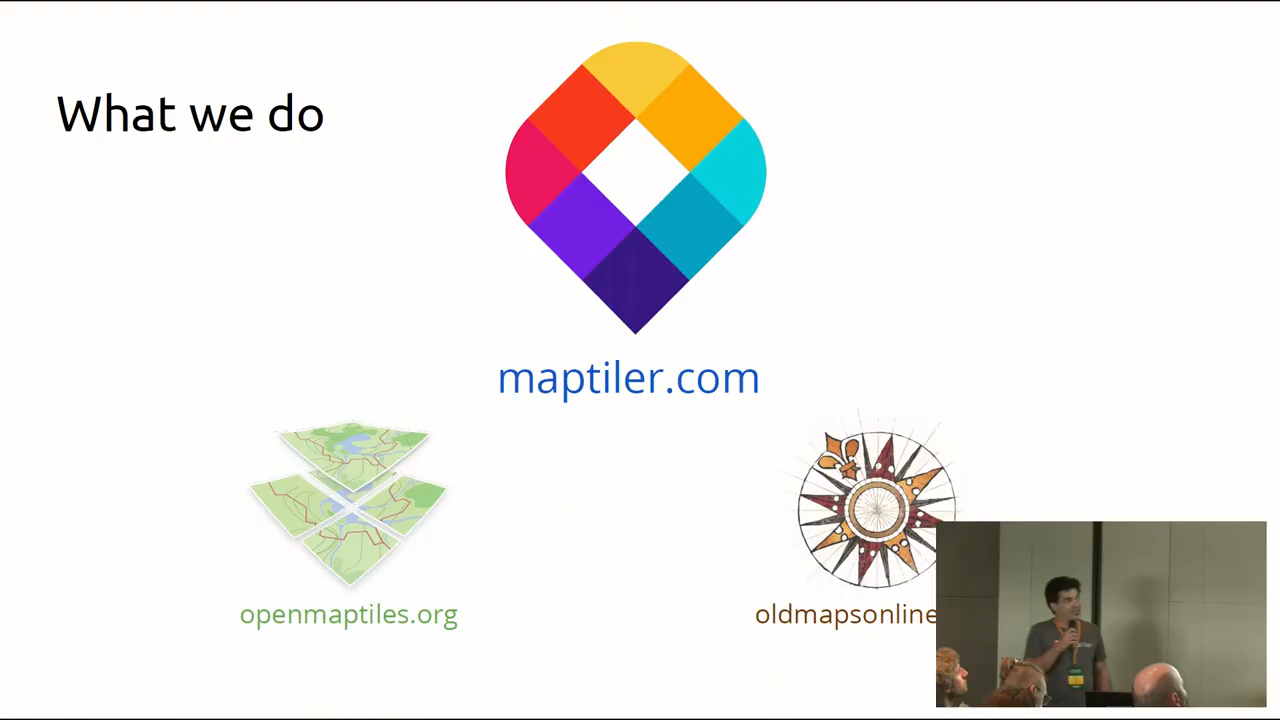 What we do
maptiler.com
openmaptiles.org
oldmapsonline